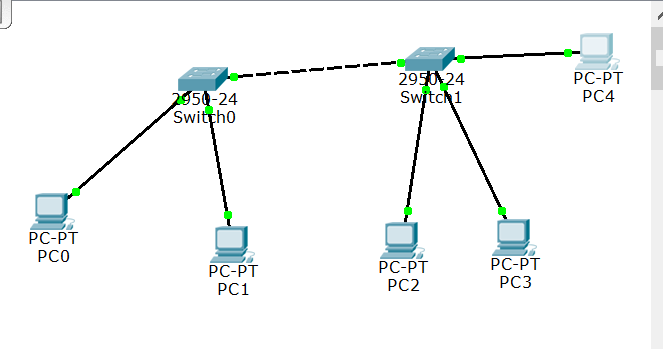 2950-24
Switch0
2950-24
Switch1
PC-PT
PC4
PC-PT
PC0
PC-PT
PC1
PC-PT
PC2
PC-PT
PC3